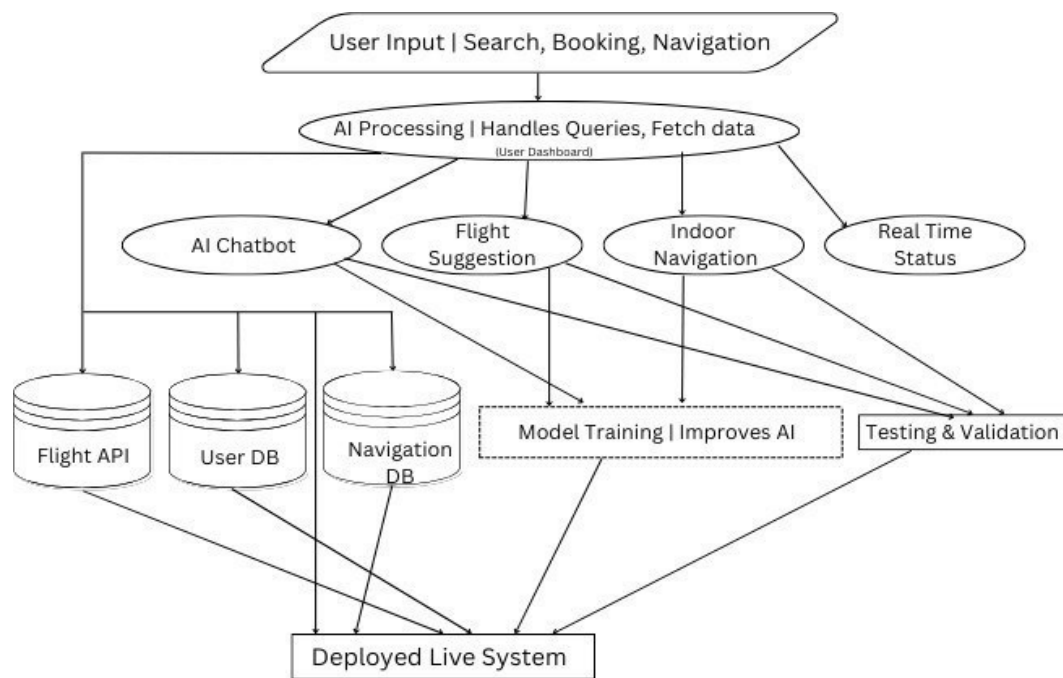 User Input | Search, Booking, Navigation
AI Processing | Handles Queries, Fetch data
(User Dashboard)
AI Chatbot
Flight
Suggestion
Indoor
Navigation
Real Time
Status
Flight API
User DB
Navigation
DB
Model Training | Improves AI
Testing & Validation
Deployed Live System